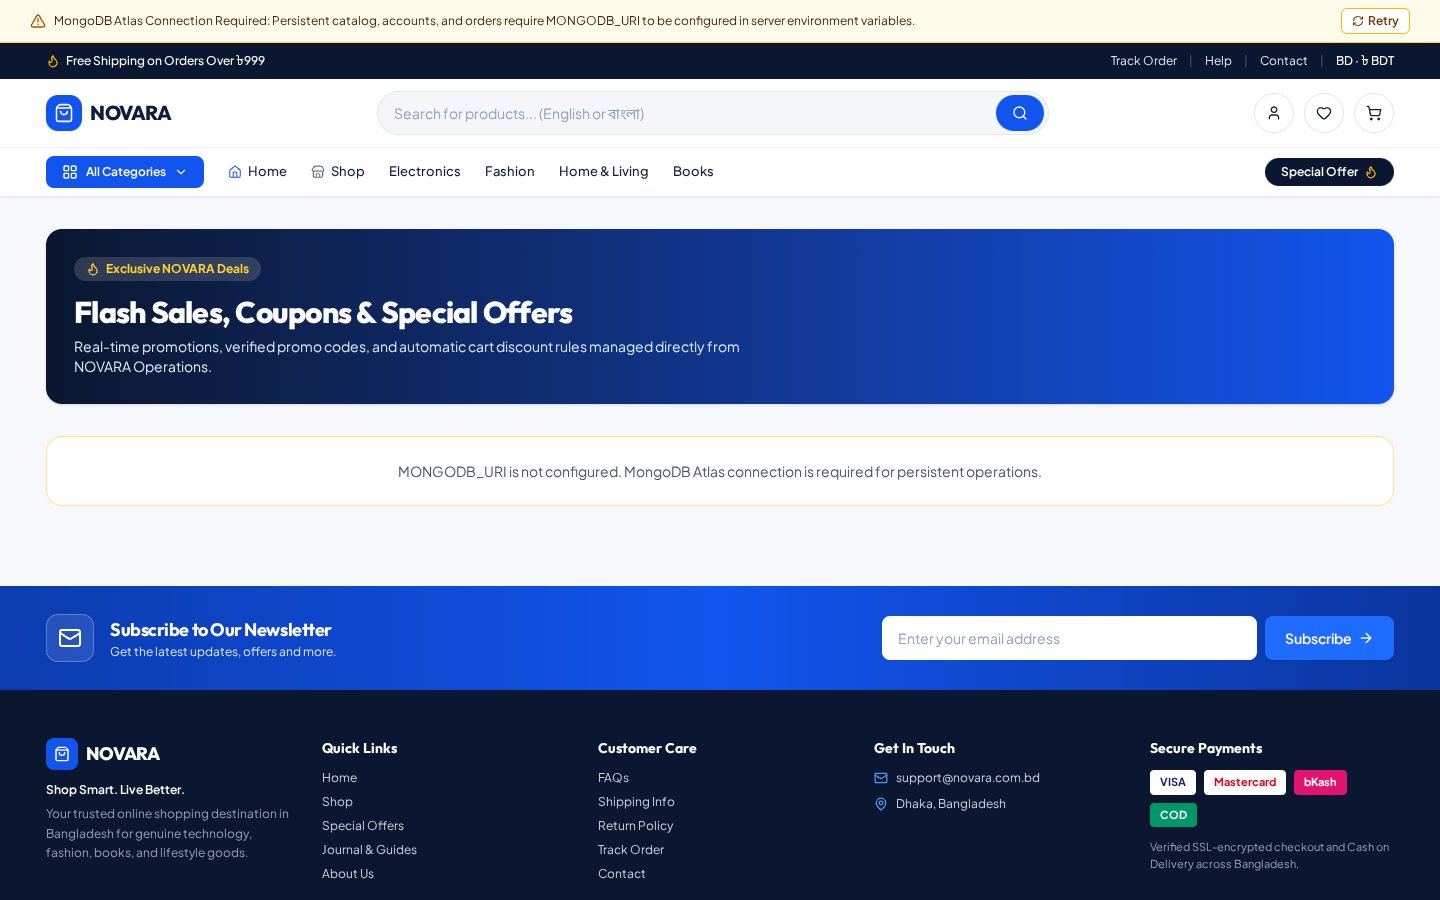 MongoDB Atlas Connection Required: Persistent catalog, accounts, and orders require MONGODB_URI to be configured in server environment variables.
Retry
Free Shipping on Orders Over ৳999
Track Order | Help | Contact | BD · ৳ BDT
NOVARA
Search for products... (English or বাংলা)
All Categories
Home
Shop
Electronics
Fashion
Home & Living
Books
Special Offer
Exclusive NOVARA Deals
Flash Sales, Coupons & Special Offers
Real-time promotions, verified promo codes, and automatic cart discount rules managed directly from
NOVARA Operations.
MONGODB_URI is not configured. MongoDB Atlas connection is required for persistent operations.
Subscribe to Our Newsletter
Get the latest updates, offers and more.
Enter your email address
Subscribe
NOVARA
Shop Smart. Live Better.
Your trusted online shopping destination in
Bangladesh for genuine technology,
fashion, books, and lifestyle goods.
Quick Links
Home
Shop
Special Offers
Journal & Guides
About Us
Customer Care
FAQs
Shipping Info
Return Policy
Track Order
Contact
Get In Touch
support@novara.com.bd
Dhaka, Bangladesh
Secure Payments
VISA
Mastercard
bKash
COD
Verified SSL-encrypted checkout and Cash on
Delivery across Bangladesh.